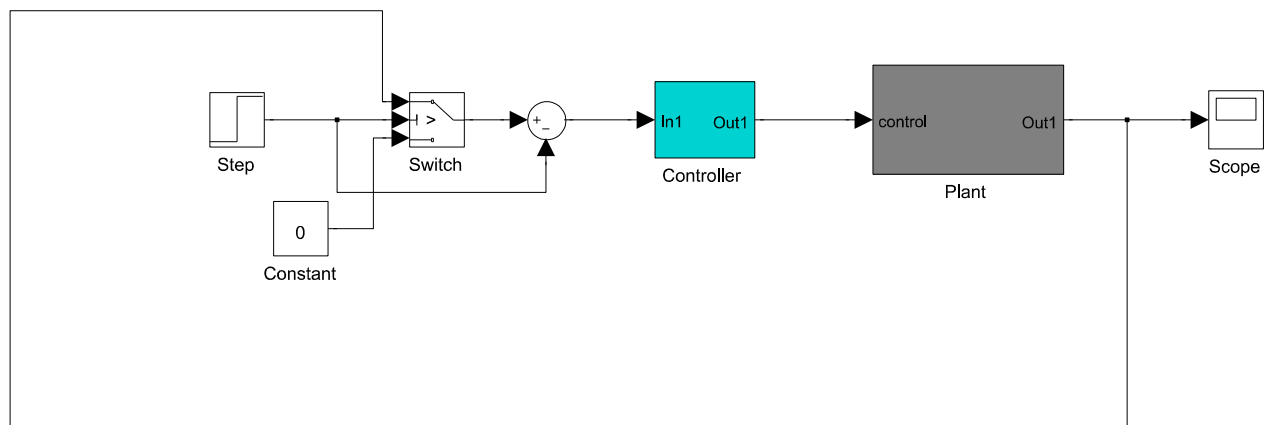 Step
>
Switch
+
−
In1 Out1
Controller
control Out1
Plant
Scope
0
Constant